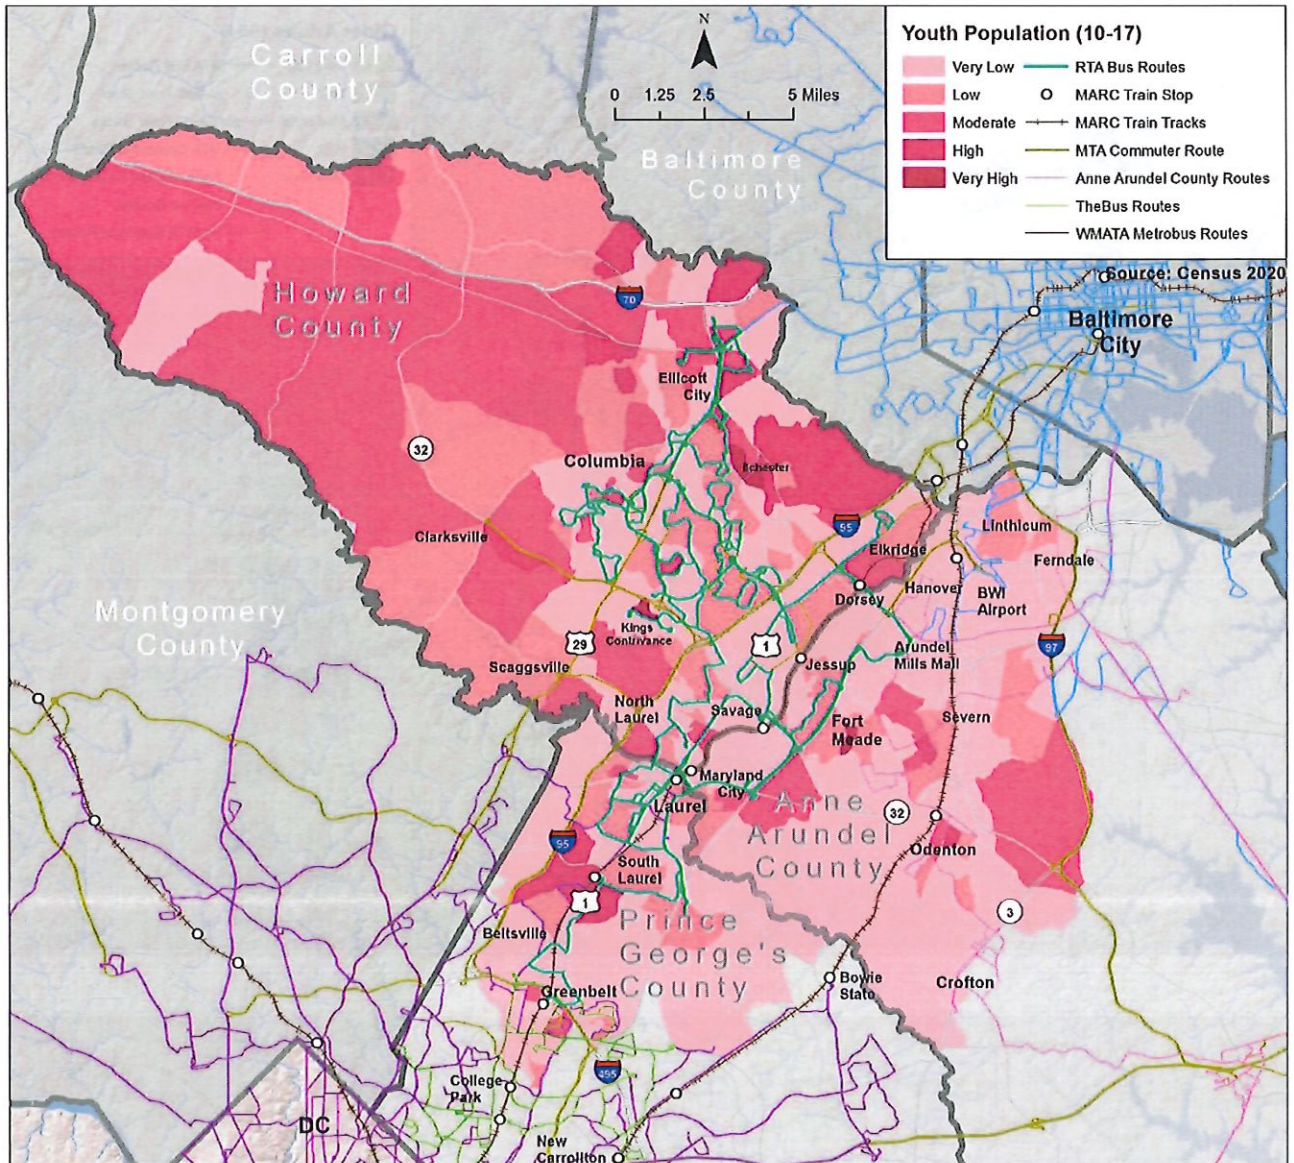 Carroll
County
N
0 1.25 2.5 5 Miles
Baltimore
County
Youth Population (10-17)
Very Low
Low
Moderate
High
Very High
RTA Bus Routes
MARC Train Stop
MARC Train Tracks
MTA Commuter Route
Anne Arundel County Routes
TheBus Routes
WMATA Metrobus Routes
Source: Census 2020
Baltimore
City
Howard
County
70
Ellicott
City
32
Columbia
Ilchester
95
Linthicum
Clarksville
Elkridge
Ferndale
Hanover
BWI
Airport
Dorsey
Montgomery
County
Kings
Contrivance
29
1
97
Arundel
Mills Mall
Jessup
Scaggsville
North
Laurel
Savage
Fort
Meade
Severn
Maryland
City
Laurel
Anne
Arundel
County
32
95
Odenton
South
Laurel
1
3
Prince
George's
County
Beltsville
Bowie
State
Crofton
Greenbelt
495
College
Park
DC
New
Carrollton